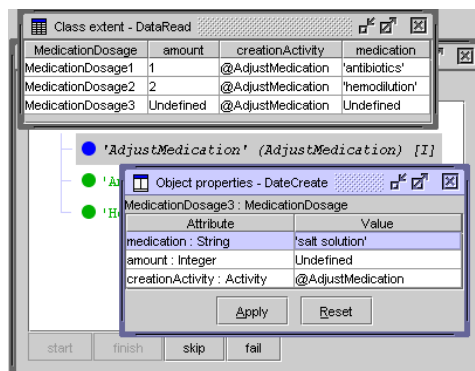 Class extent - DataRead
MedicationDosage amount creationActivity medication
MedicationDosage1 1 @AdjustMedication 'antibiotics'
MedicationDosage2 2 @AdjustMedication 'hemodilution'
MedicationDosage3 Undefined @AdjustMedication Undefined
'AdjustMedication' (AdjustMedication) [I]
Object properties - DateCreate
MedicationDosage3 : MedicationDosage
Attribute Value
medication : String 'salt solution'
amount : Integer Undefined
creationActivity : Activity @AdjustMedication
Apply Reset
start finish skip fail